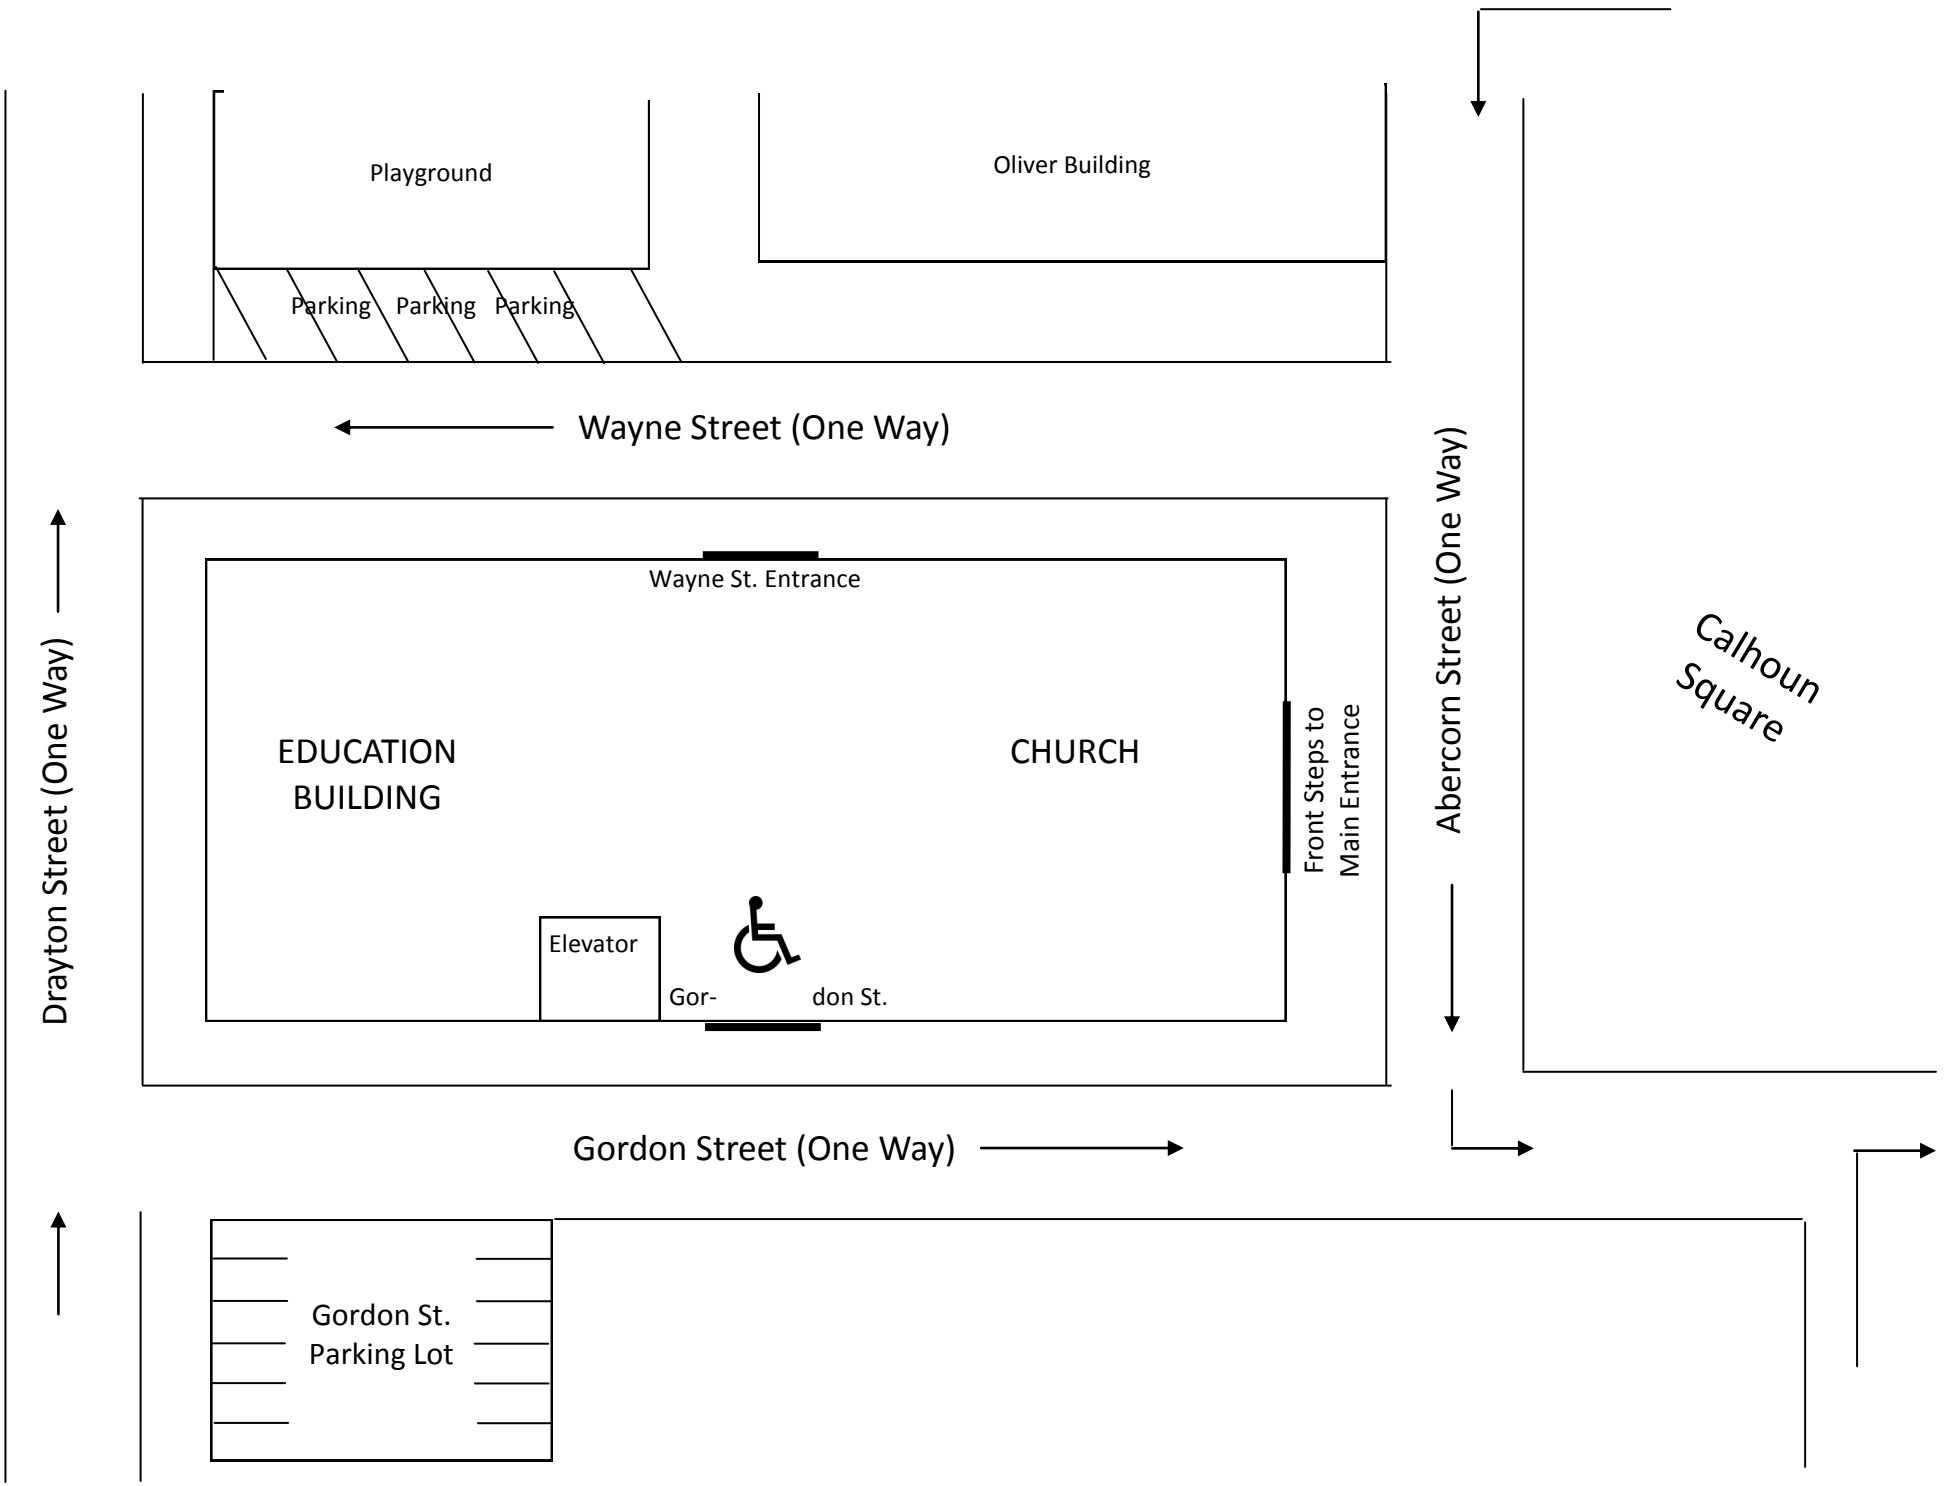 Playground
Oliver Building
Parking Parking Parking
Wayne Street (One Way)
Drayton Street (One Way)
Wayne St. Entrance
EDUCATION
BUILDING
CHURCH
Front Steps to
Main Entrance
Abercorn Street (One Way)
Calhoun
Square
Elevator
Gor- don St.
Gordon Street (One Way)
Gordon St.
Parking Lot